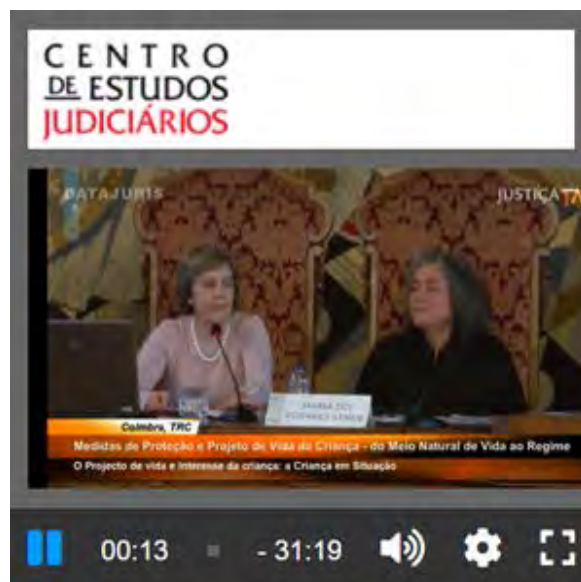 CENTRO
DE ESTUDOS
JUDICIÁRIOS
DATAJURIS
JUSTIÇA TV
Coimbra, TRC
Medidas de Proteção e Projeto de Vida da Criança - do Meio Natural de Vida ao Regime
O Projecto de vida e Interesse da criança: a Criança em Situação
00:13
- 31:19